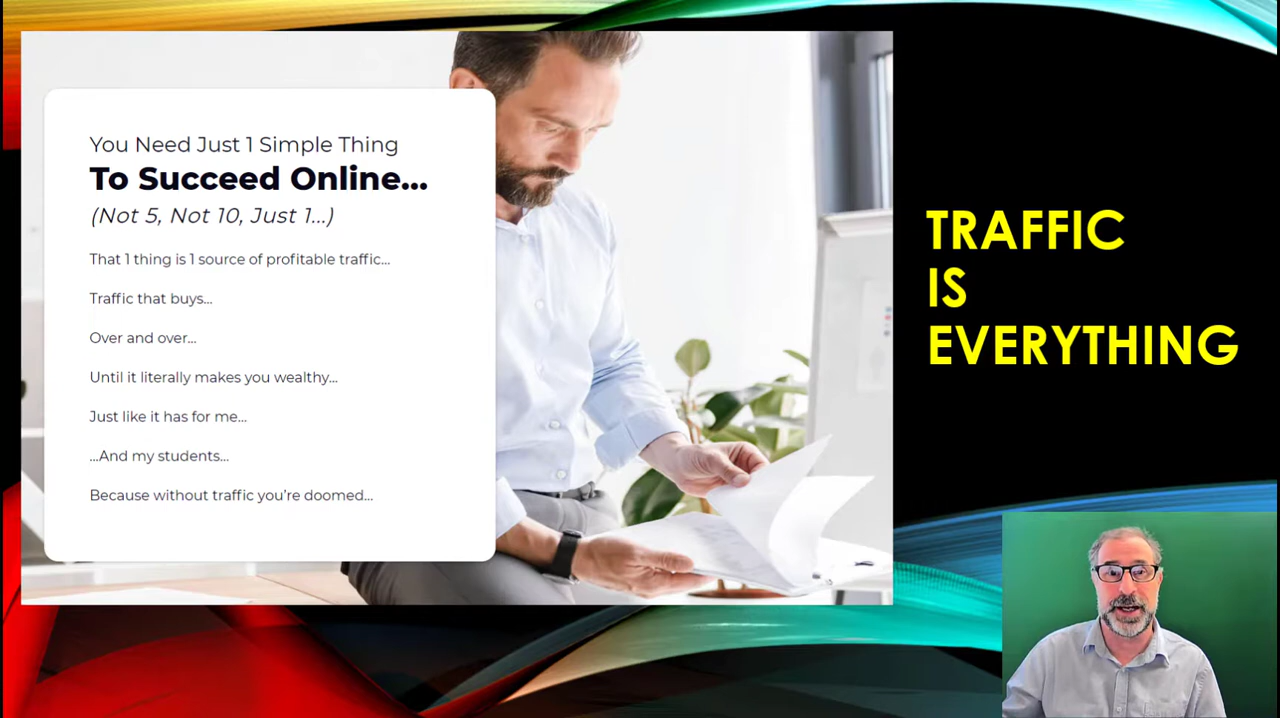 You Need Just 1 Simple Thing
To Succeed Online...
(Not 5, Not 10, Just 1...)
That 1 thing is 1 source of profitable traffic...
Traffic that buys...
Over and over...
Until it literally makes you wealthy...
Just like it has for me...
...And my students...
Because without traffic you're doomed...
TRAFFIC
IS
EVERYTHING